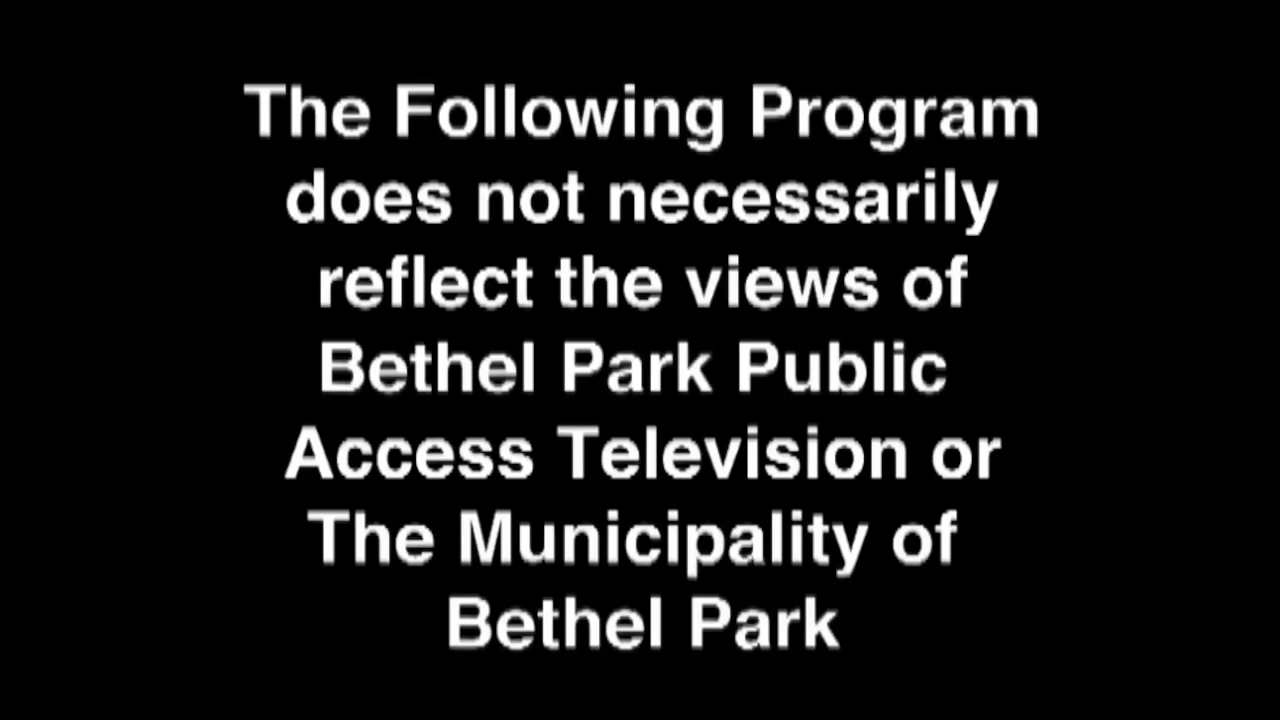 The Following Program
does not necessarily
reflect the views of
Bethel Park Public
Access Television or
The Municipality of
Bethel Park